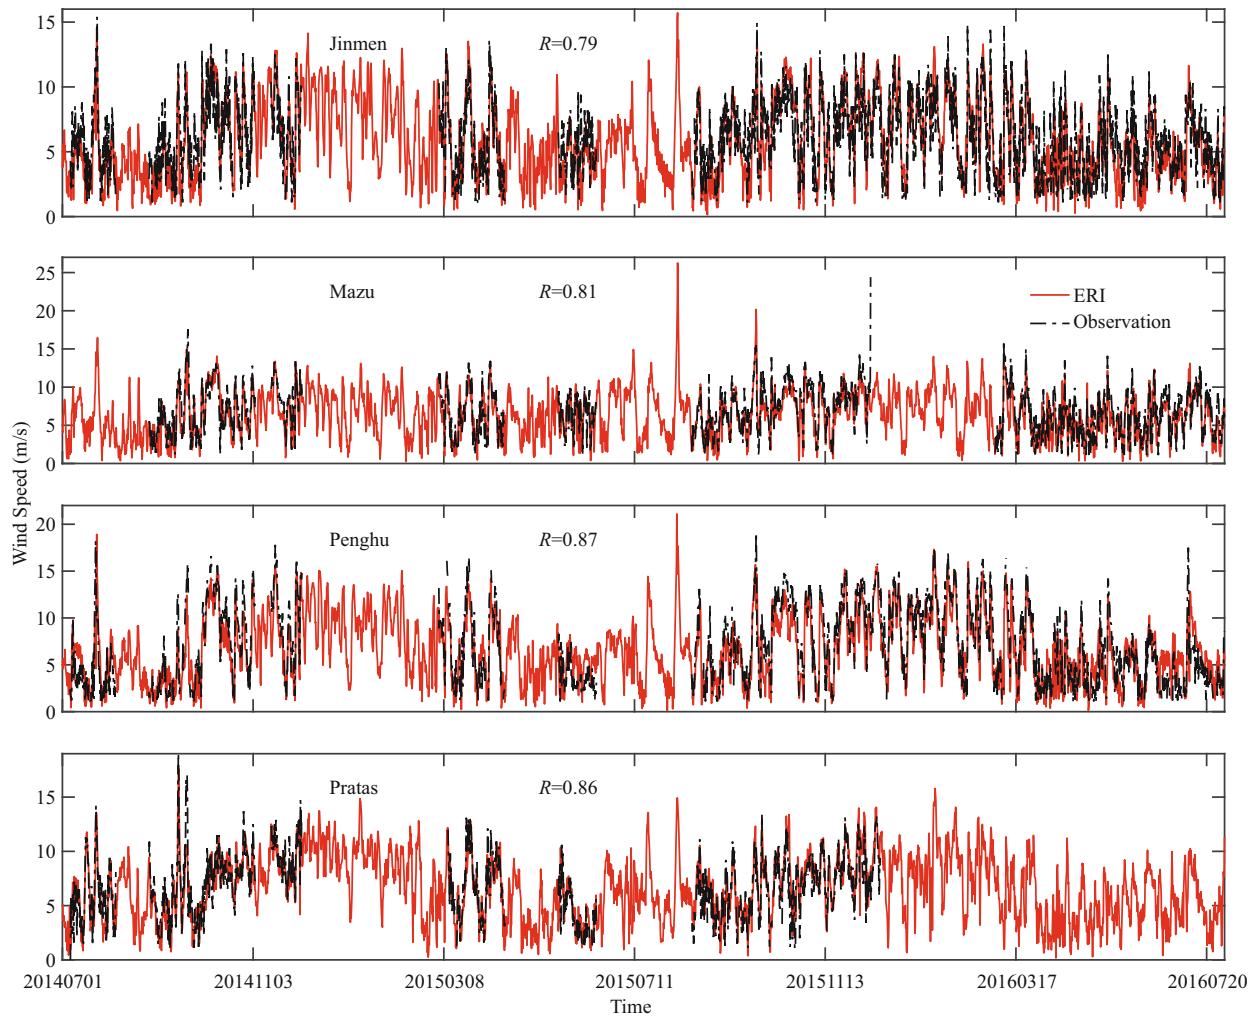 15
Jinmen
R=0.79
10
5
0
25
Mazu
R=0.81
ERI
20
Observation
15
10
5
0
Wind Speed (m/s)
20
Penghu
R=0.87
15
10
5
0
Pratas
R=0.86
15
10
5
0
20140701
20141103
20150308
20150711
20151113
20160317
20160720
Time